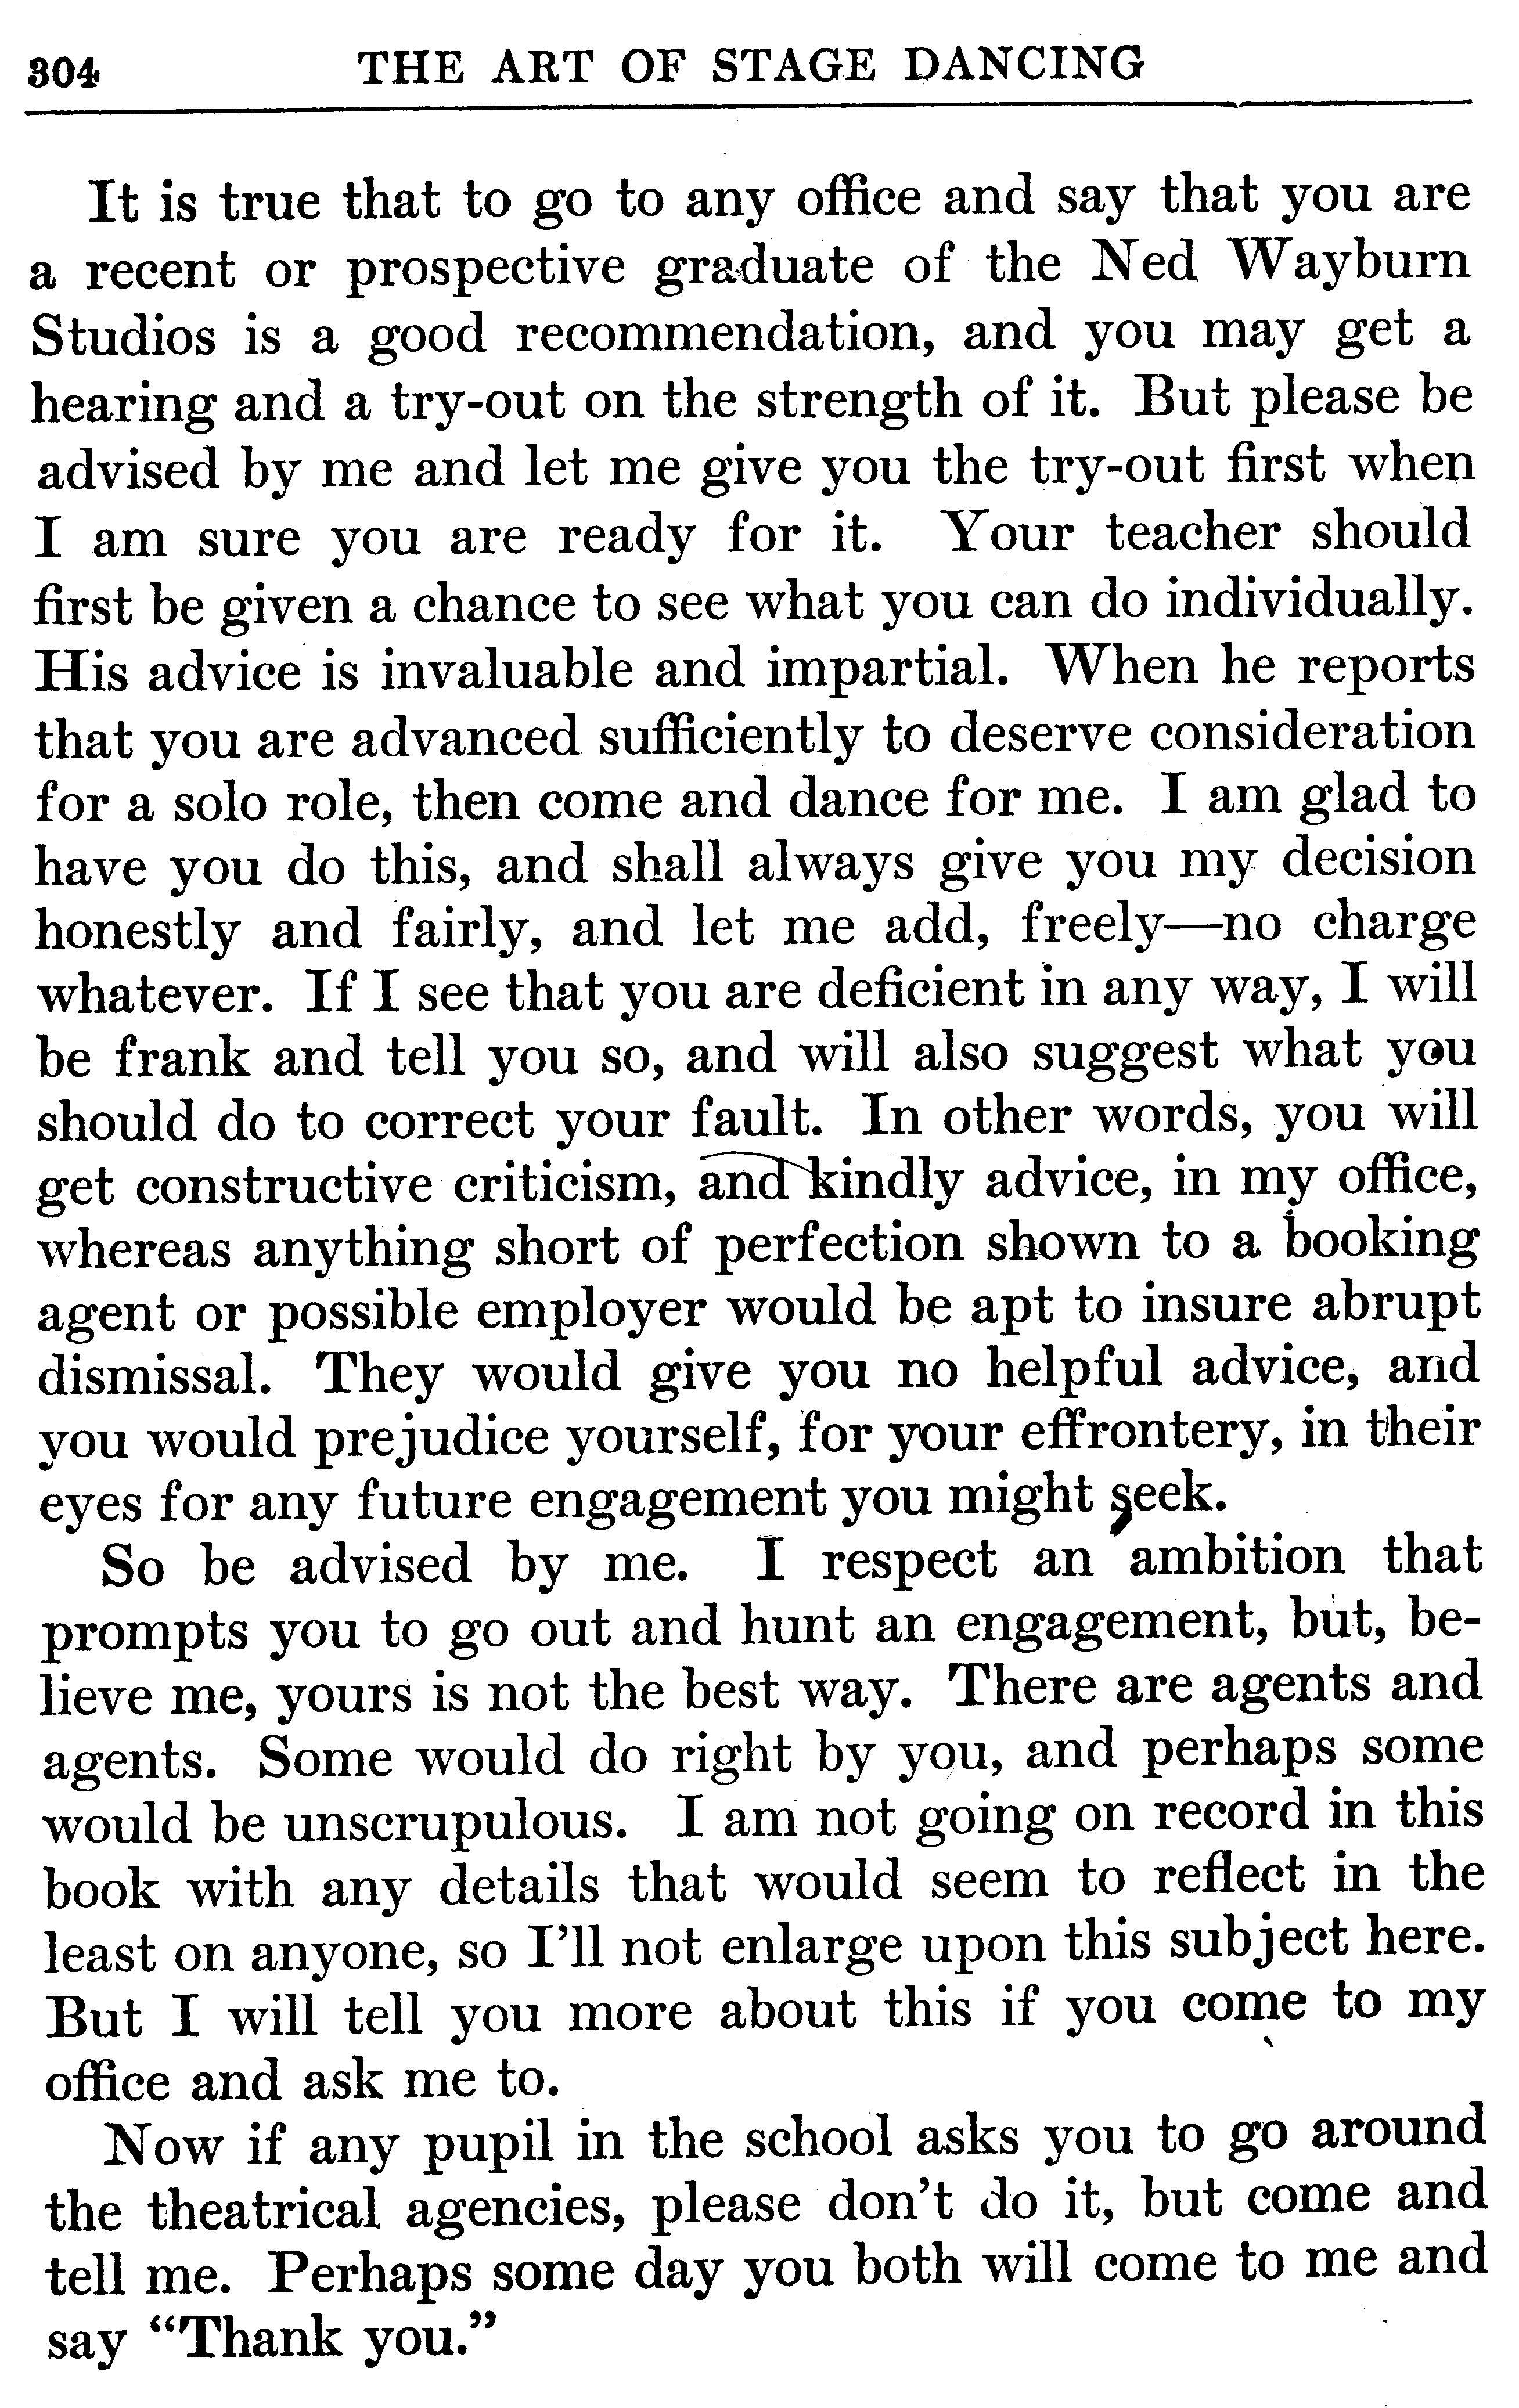 304 THE ART OF STAGE DANCING
It is true that to go to any office and say that you are
a recent or prospective graduate of the Ned Wayburn
Studios is a good recommendation, and you may get a
hearing and a try-out on the strength of it. But please be
advised by me and let me give you the try-out first when
I am sure you are ready for it. Your teacher should
first be given a chance to see what you can do individually.
His advice is invaluable and impartial. When he reports
that you are advanced sufficiently to deserve consideration
for a solo role, then come and dance for me. I am glad to
have you do this, and shall always give you my decision
honestly and fairly, and let me add, freely—no charge
whatever. If I see that you are deficient in any way, I will
be frank and tell you so, and will also suggest what you
should do to correct your fault. In other words, you will
get constructive criticism, and kindly advice, in my office,
whereas anything short of perfection shown to a booking
agent or possible employer would be apt to insure abrupt
dismissal. They would give you no helpful advice, and
you would prejudice yourself, for your effrontery, in their
eyes for any future engagement you might seek.
So be advised by me. I respect an ambition that
prompts you to go out and hunt an engagement, but, be-
lieve me, yours is not the best way. There are agents and
agents. Some would do right by you, and perhaps some
would be unscrupulous. I am not going on record in this
book with any details that would seem to reflect in the
least on anyone, so I'll not enlarge upon this subject here.
But I will tell you more about this if you come to my
office and ask me to.
Now if any pupil in the school asks you to go around
the theatrical agencies, please don't do it, but come and
tell me. Perhaps some day you both will come to me and
say “Thank you.”